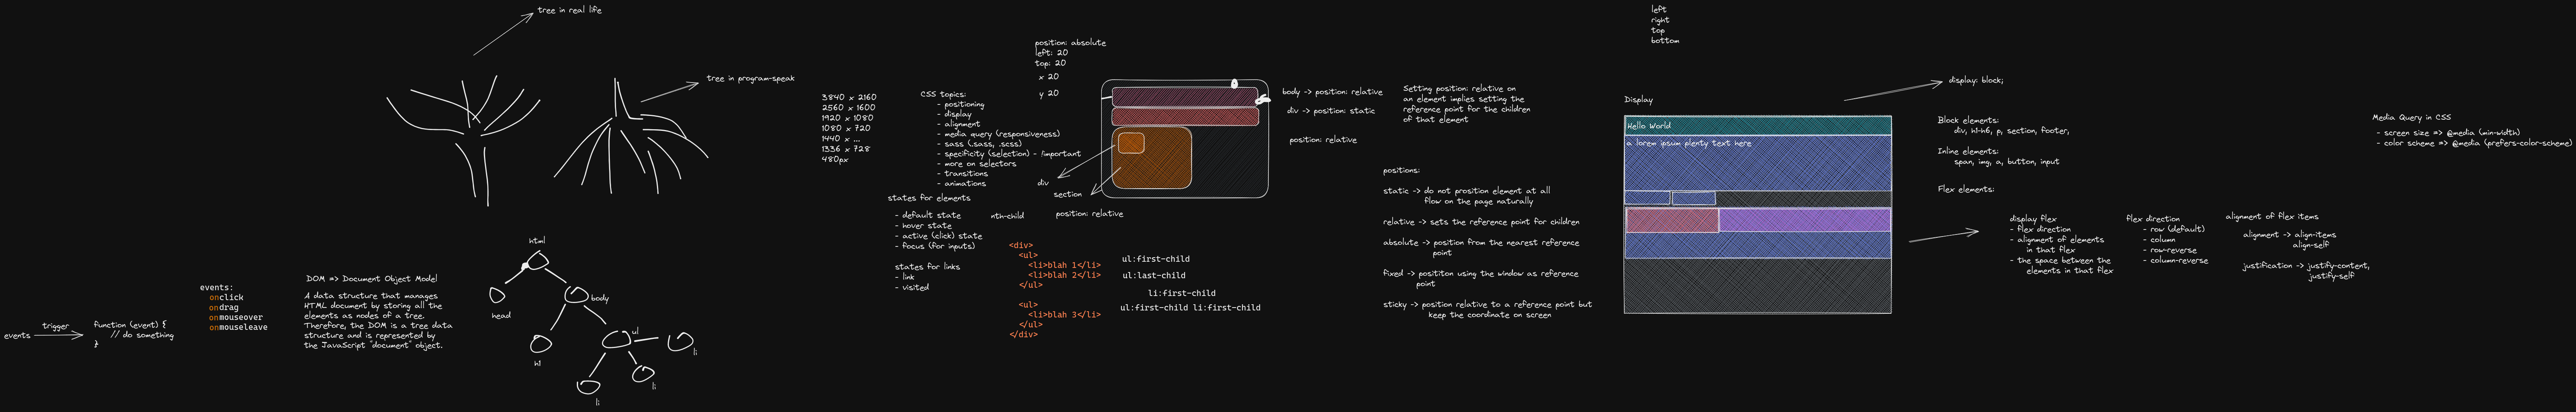 tree in real life
tree in program-speak
events
trigger
function (event) {
// do something
}
events:
onclick
ondrag
onmouseover
onmouseleave
DOM => Document Object Model
A data structure that manages
HTML document by storing all the
elements as nodes of a tree.
Therefore, the DOM is a tree data
structure and is represented by
the JavaScript "document" object.
html
head
body
h1
ul
li
li
li
3840 x 2160
2560 x 1600
1920 x 1080
1080 x 720
1440 x ...
1336 x 728
480px
CSS topics:
- positioning
- display
- alignment
- media query (responsiveness)
- sass (.sass, .scss)
- specificity (selection) - !important
- more on selectors
- transitions
- animations
states for elements
- default state
- hover state
- active (click) state
- focus (for inputs)
states for links
- link
- visited
nth-child
position: absolute
left: 20
top: 20
x 20
y 20
div
section
position: relative
<div>
<ul>
<li>blah 1</li>
<li>blah 2</li>
</ul>
<ul>
<li>blah 3</li>
</ul>
</div>
ul:first-child
ul:last-child
li:first-child
ul:first-child li:first-child
body -> position: relative
div -> position: static
position: relative
Setting position: relative on
an element implies setting the
reference point for the children
of that element
positions:
static -> do not prosition element at all
flow on the page naturally
relative -> sets the reference point for children
absolute -> position from the nearest reference
point
fixed -> posititon using the window as reference
point
sticky -> position relative to a reference point but
keep the coordinate on screen
left
right
top
bottom
Display
Hello World
a lorem ipsum plenty text here
display: block;
Block elements:
div, h1-h6, p, section, footer,
Inline elements:
span, img, a, button, input
Flex elements:
display flex
- flex direction
- alignment of elements
in that flex
- the space between the
elements in that flex
flex direction
- row (default)
- column
- row-reverse
- column-reverse
alignment of flex items
alignment -> align-items
align-self
justification -> justify-content,
justify-self
Media Query in CSS
- screen size => @media (min-width)
- color scheme => @media (prefers-color-scheme)